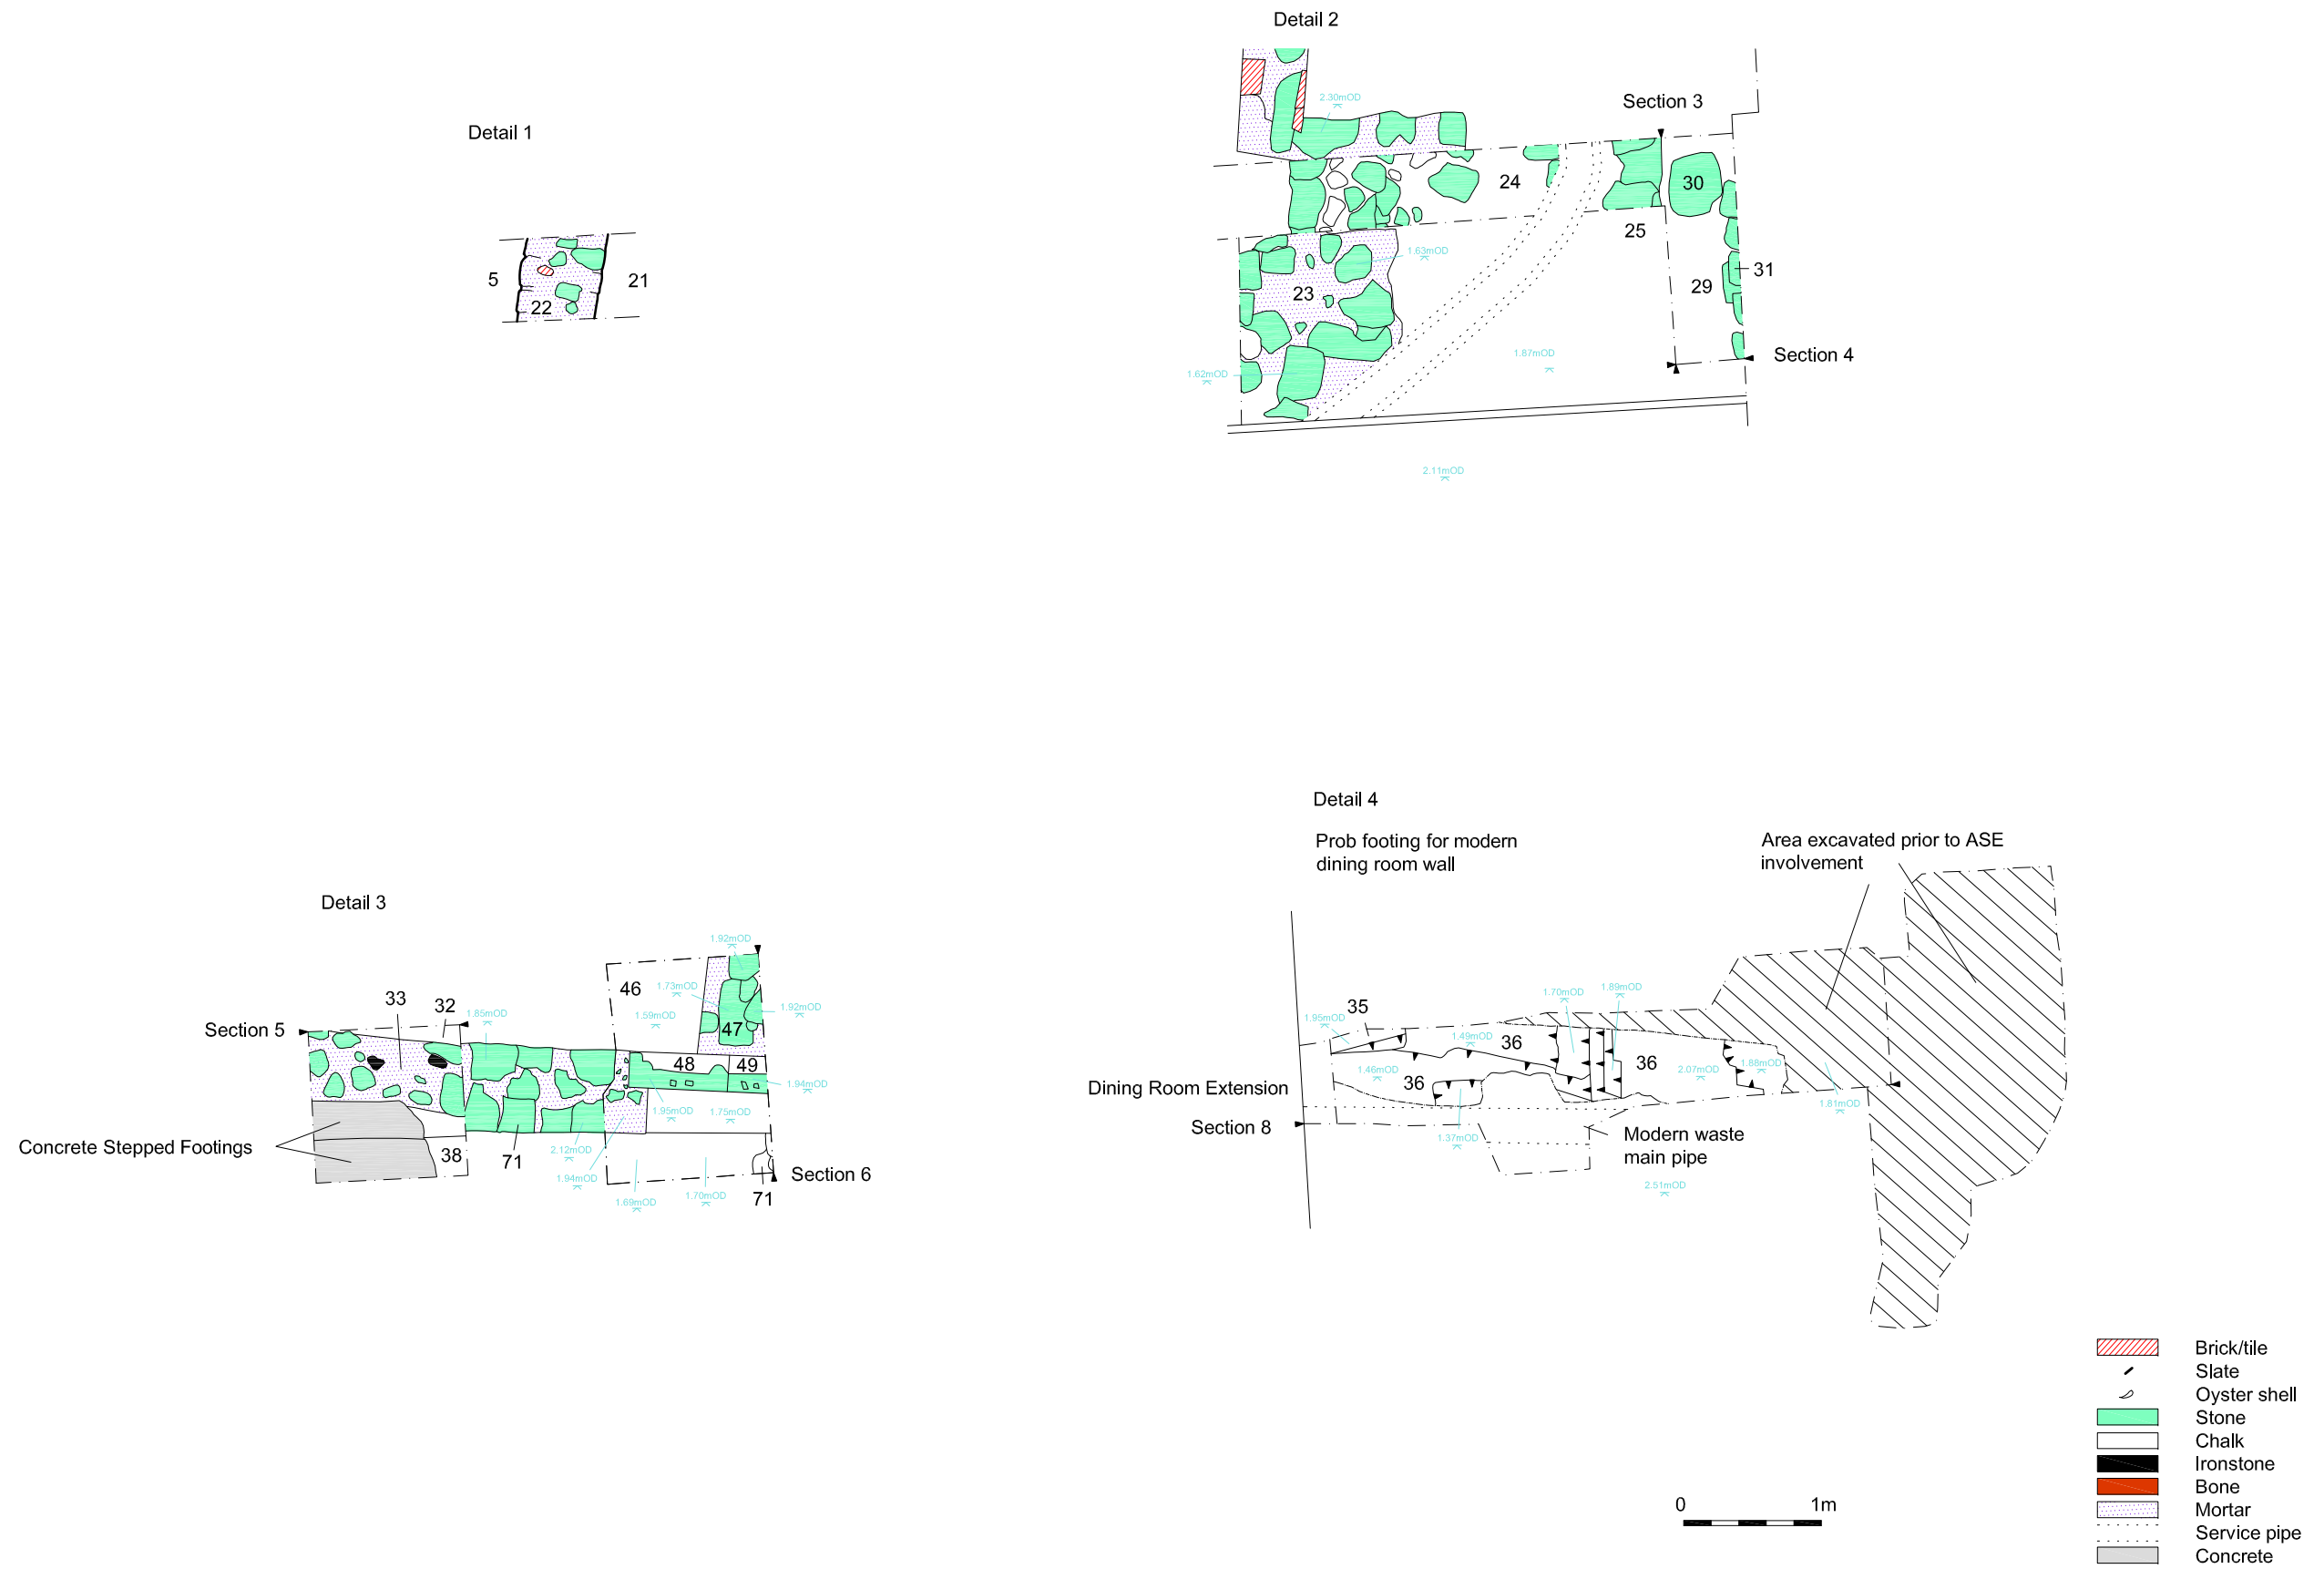 Detail 1
5
21
22
Detail 2
2.30mOD
Section 3
24
30
25
1.63mOD
23
29
31
1.87mOD
Section 4
1.62mOD
2.11mOD
Detail 3
1.92mOD
46
1.73mOD
33
32
1.85mOD
1.59mOD
1.92mOD
Section 5
47
48
49
1.94mOD
1.95mOD
1.75mOD
Concrete Stepped Footings
38
71
2.12mOD
1.94mOD
Section 6
1.69mOD
1.70mOD
71
Detail 4
Prob footing for modern
dining room wall
Area excavated prior to ASE
involvement
35
1.95mOD
1.70mOD
1.89mOD
1.49mOD
36
36
1.46mOD
36
2.07mOD
1.88mOD
Dining Room Extension
1.81mOD
Section 8
1.37mOD
Modern waste
main pipe
2.51mOD
0
1m
Brick/tile
Slate
Oyster shell
Stone
Chalk
Ironstone
Bone
Mortar
Service pipe
Concrete